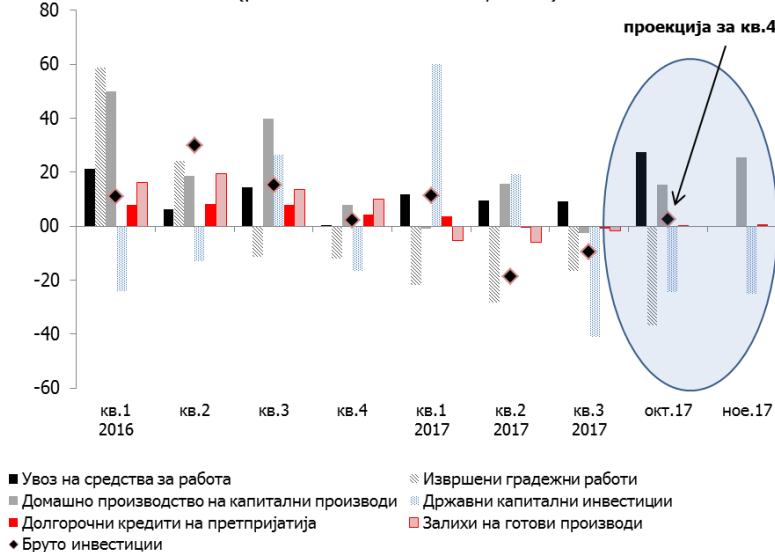 80
проекција за кв.4
60
40
20
00
-20
-40
-60
кв.1 2016
кв.2
кв.3
кв.4
кв.1 2017
кв.2 2017
кв.3 2017
окт.17
ное.17
Увоз на средства за работа
Извршени градежни работи
Домашно производство на капитални производи
Државни капитални инвестиции
Долгорочни кредити на претпријатија
Залихи на готови производи
Бруто инвестиции